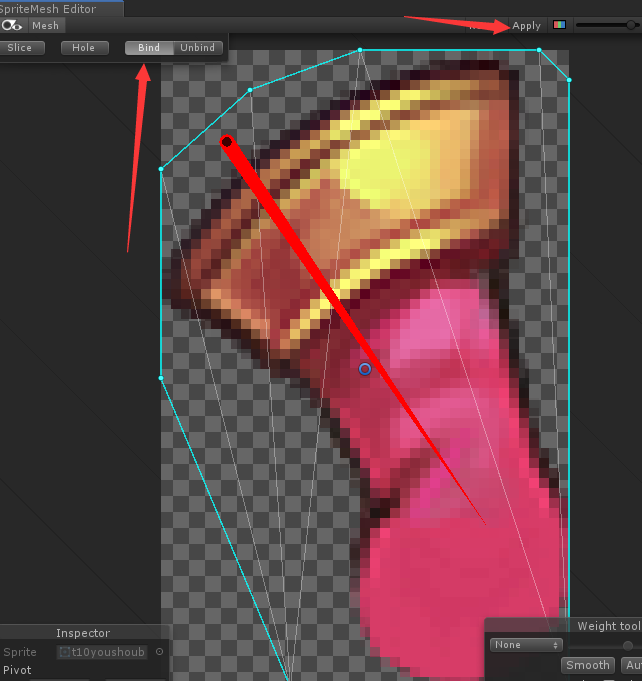 SpriteMesh Editor
Mesh
Apply
Slice
Hole
Bind
Unbind
Inspector
Sprite
t10youshoub
Pivot
Weight tool
None
Smooth